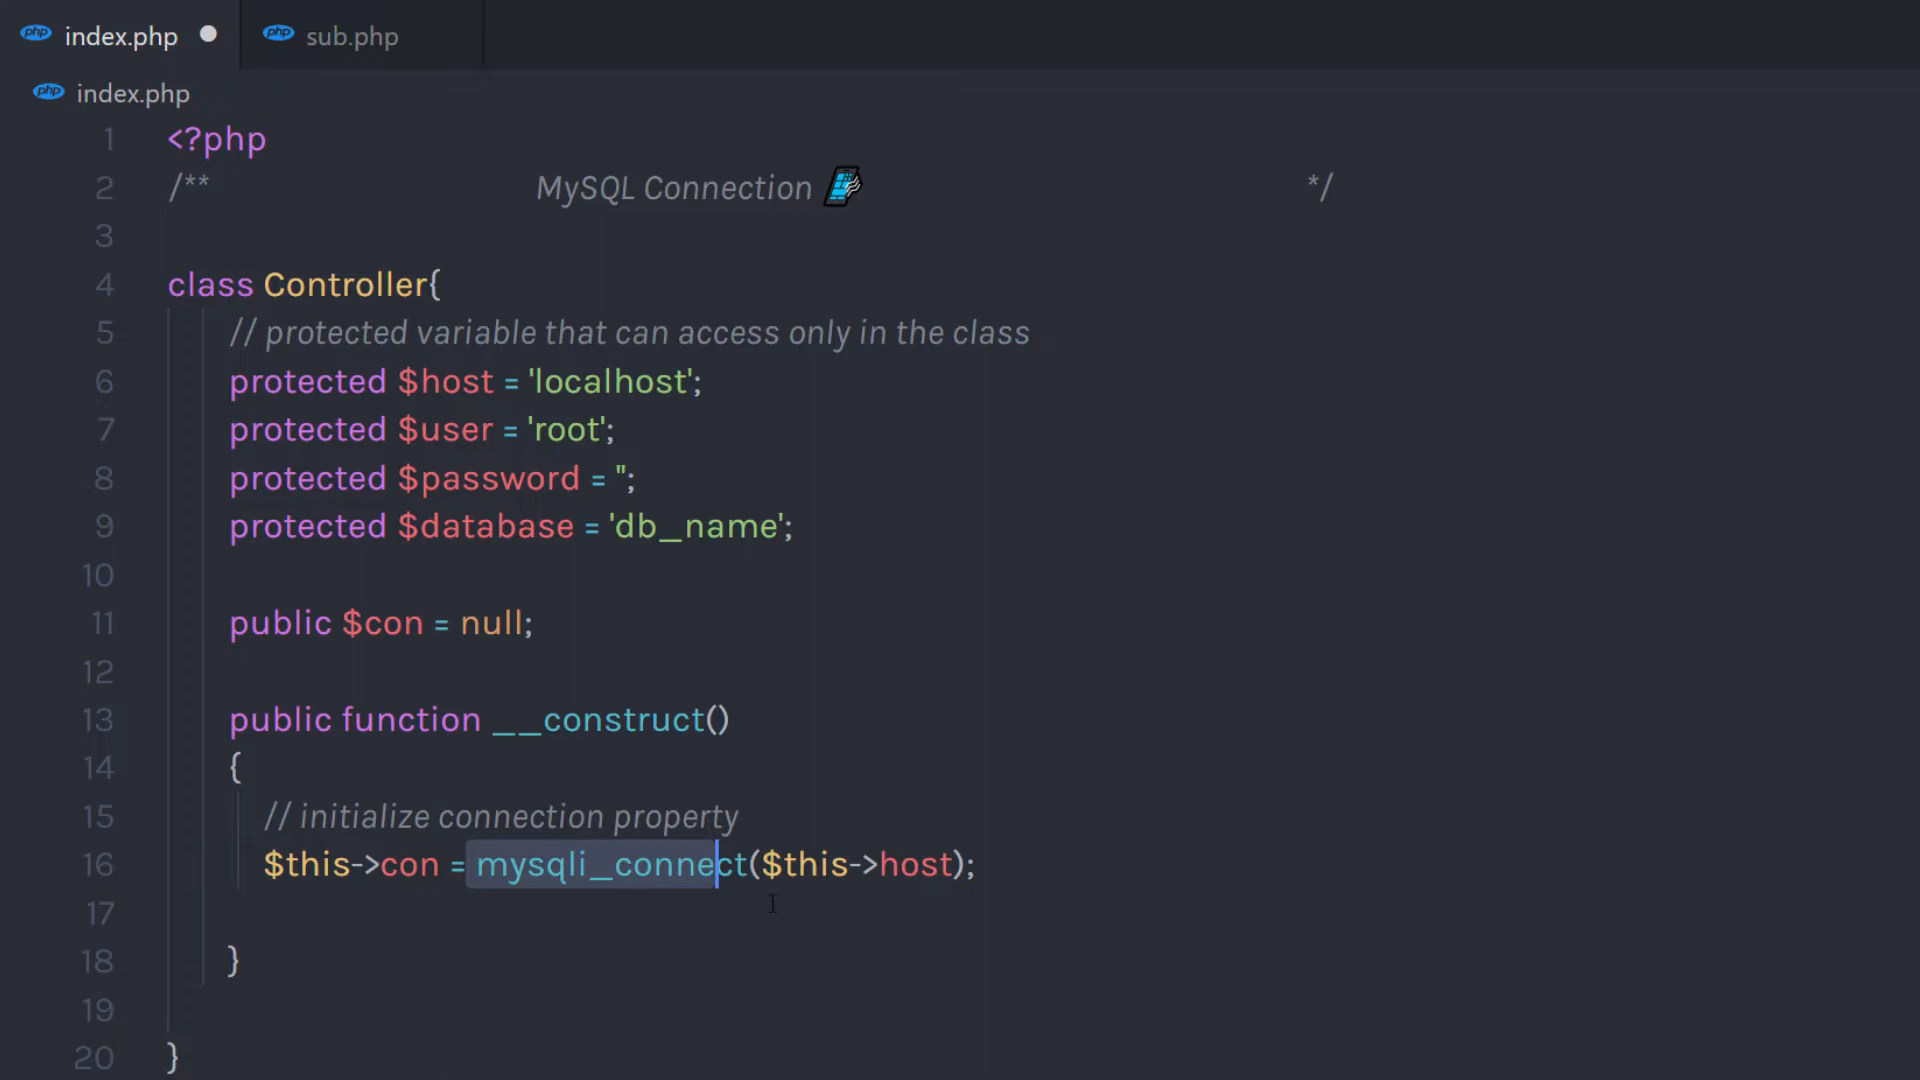 php index.php php sub.php
php index.php
1 <?php
2 /** MySQL Connection */
3
4 class Controller{
5 // protected variable that can access only in the class
6 protected $host = 'localhost';
7 protected $user = 'root';
8 protected $password = '';
9 protected $database = 'db_name';
10
11 public $con = null;
12
13 public function __construct()
14 {
15 // initialize connection property
16 $this->con = mysqli_connect($this->host);
17
18 }
19
20 }